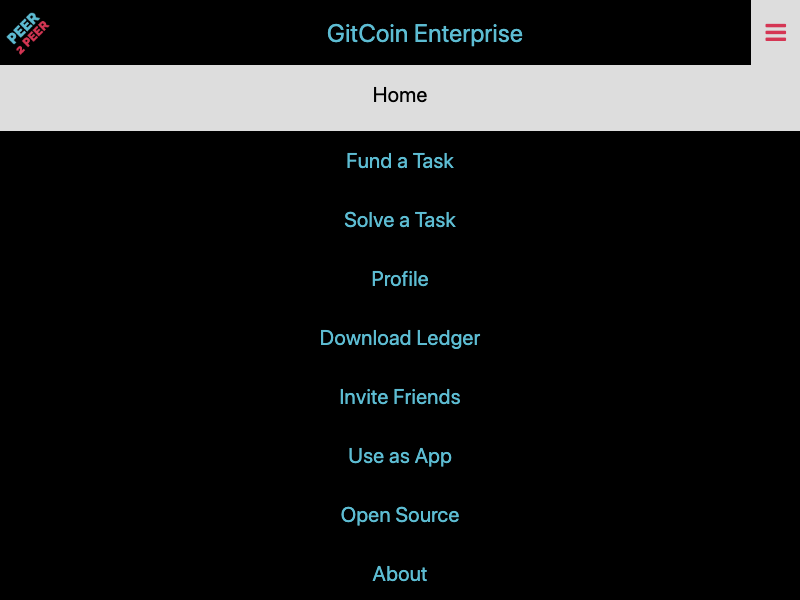 PEER
2 PEER
GitCoin Enterprise
Home
Fund a Task
Solve a Task
Profile
Download Ledger
Invite Friends
Use as App
Open Source
About